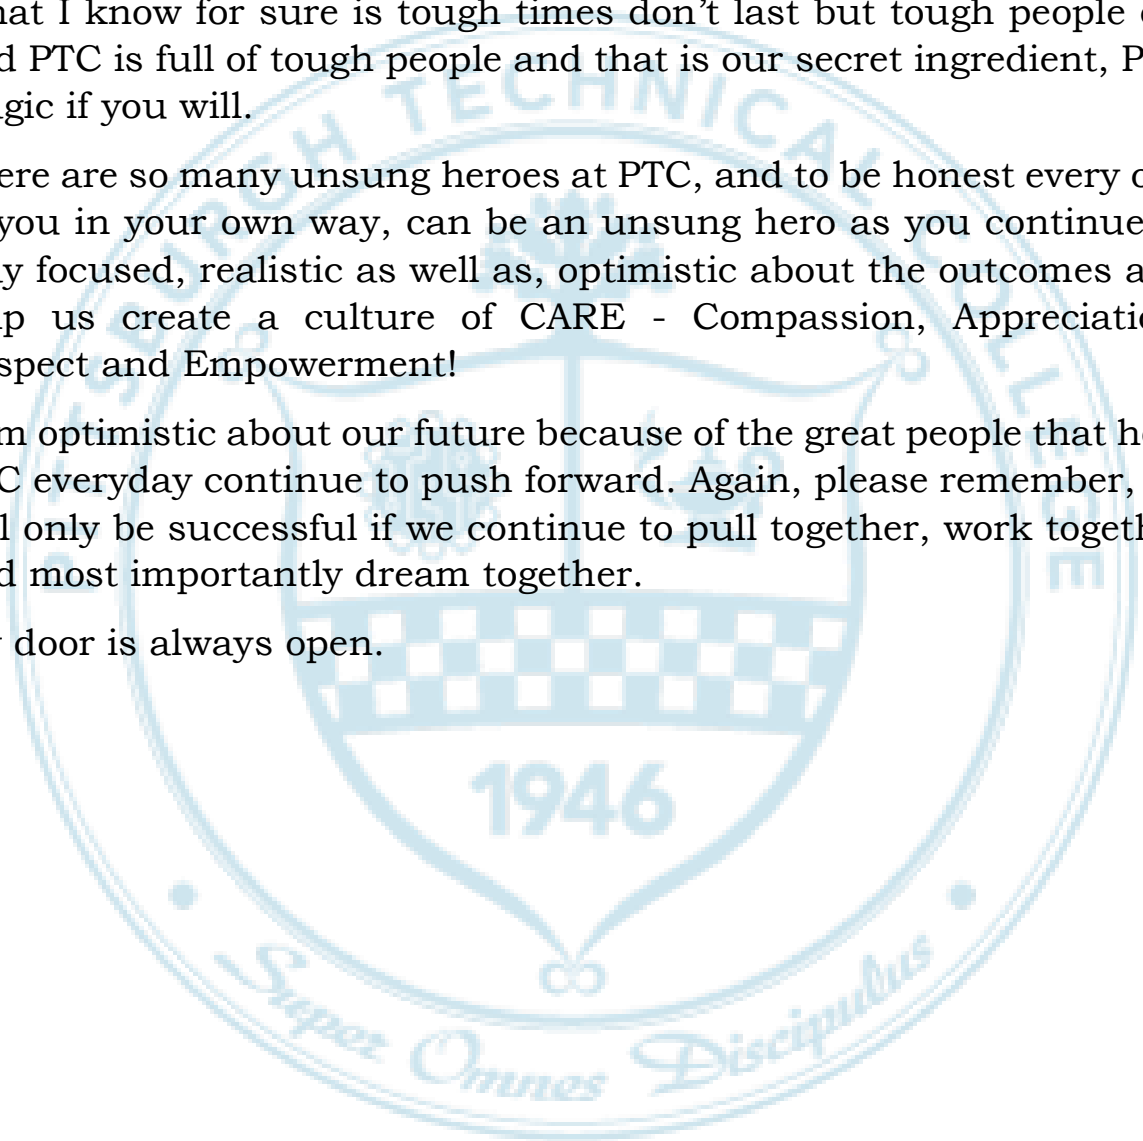 hat I know for sure is tough times don’t last but tough people
d PTC is full of tough people and that is our secret ingredient, P
gic if you will.
ere are so many unsung heroes at PTC, and to be honest every
you in your own way, can be an unsung hero as you continue
y focused, realistic as well as, optimistic about the outcomes a
lp us create a culture of CARE - Compassion, Appreciatio
spect and Empowerment!
m optimistic about our future because of the great people that h
C everyday continue to push forward. Again, please remember,
l only be successful if we continue to pull together, work togeth
d most importantly dream together.
door is always open.
PITTSBURGH TECHNICAL COLLEGE
1946
Super Omnes Discipulus